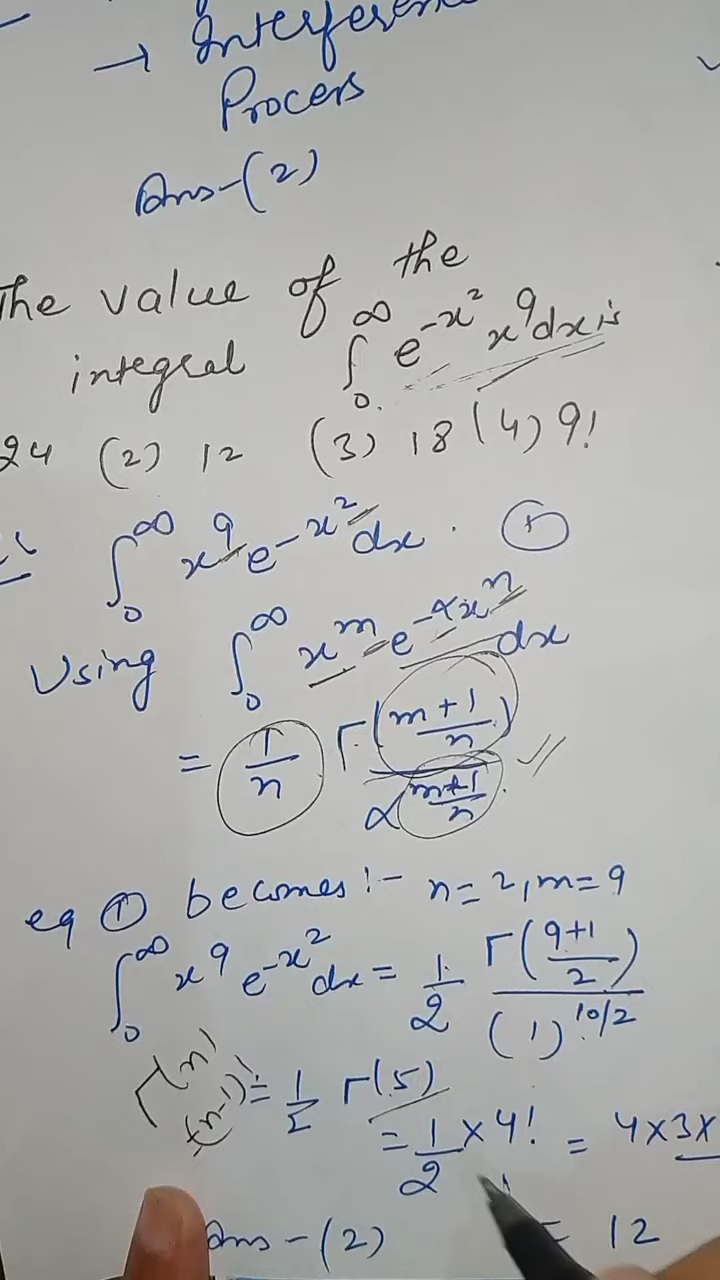 → Interference
Process
Ans-(2)
The value of the
integral ∫₀^∞ e^{-x²} x⁹ dx is
24 (2) 12 (3) 18 (4) 9!
∫₀^∞ x⁹ e^{-x²} dx. ①
Using ∫₀^∞ x^m e^{-αx^n} dx
= 1/n Γ((m+1)/n) / α^{(m+1)/n}
eq ① becomes:- n=2, m=9
∫₀^∞ x⁹ e^{-x²} dx = 1/2 Γ((9+1)/2) / (1)^{10/2}
Γ(n)
(n-1)!
= 1/2 Γ(5)
= 1/2 × 4! = 4×3×
Ans-(2) = 12